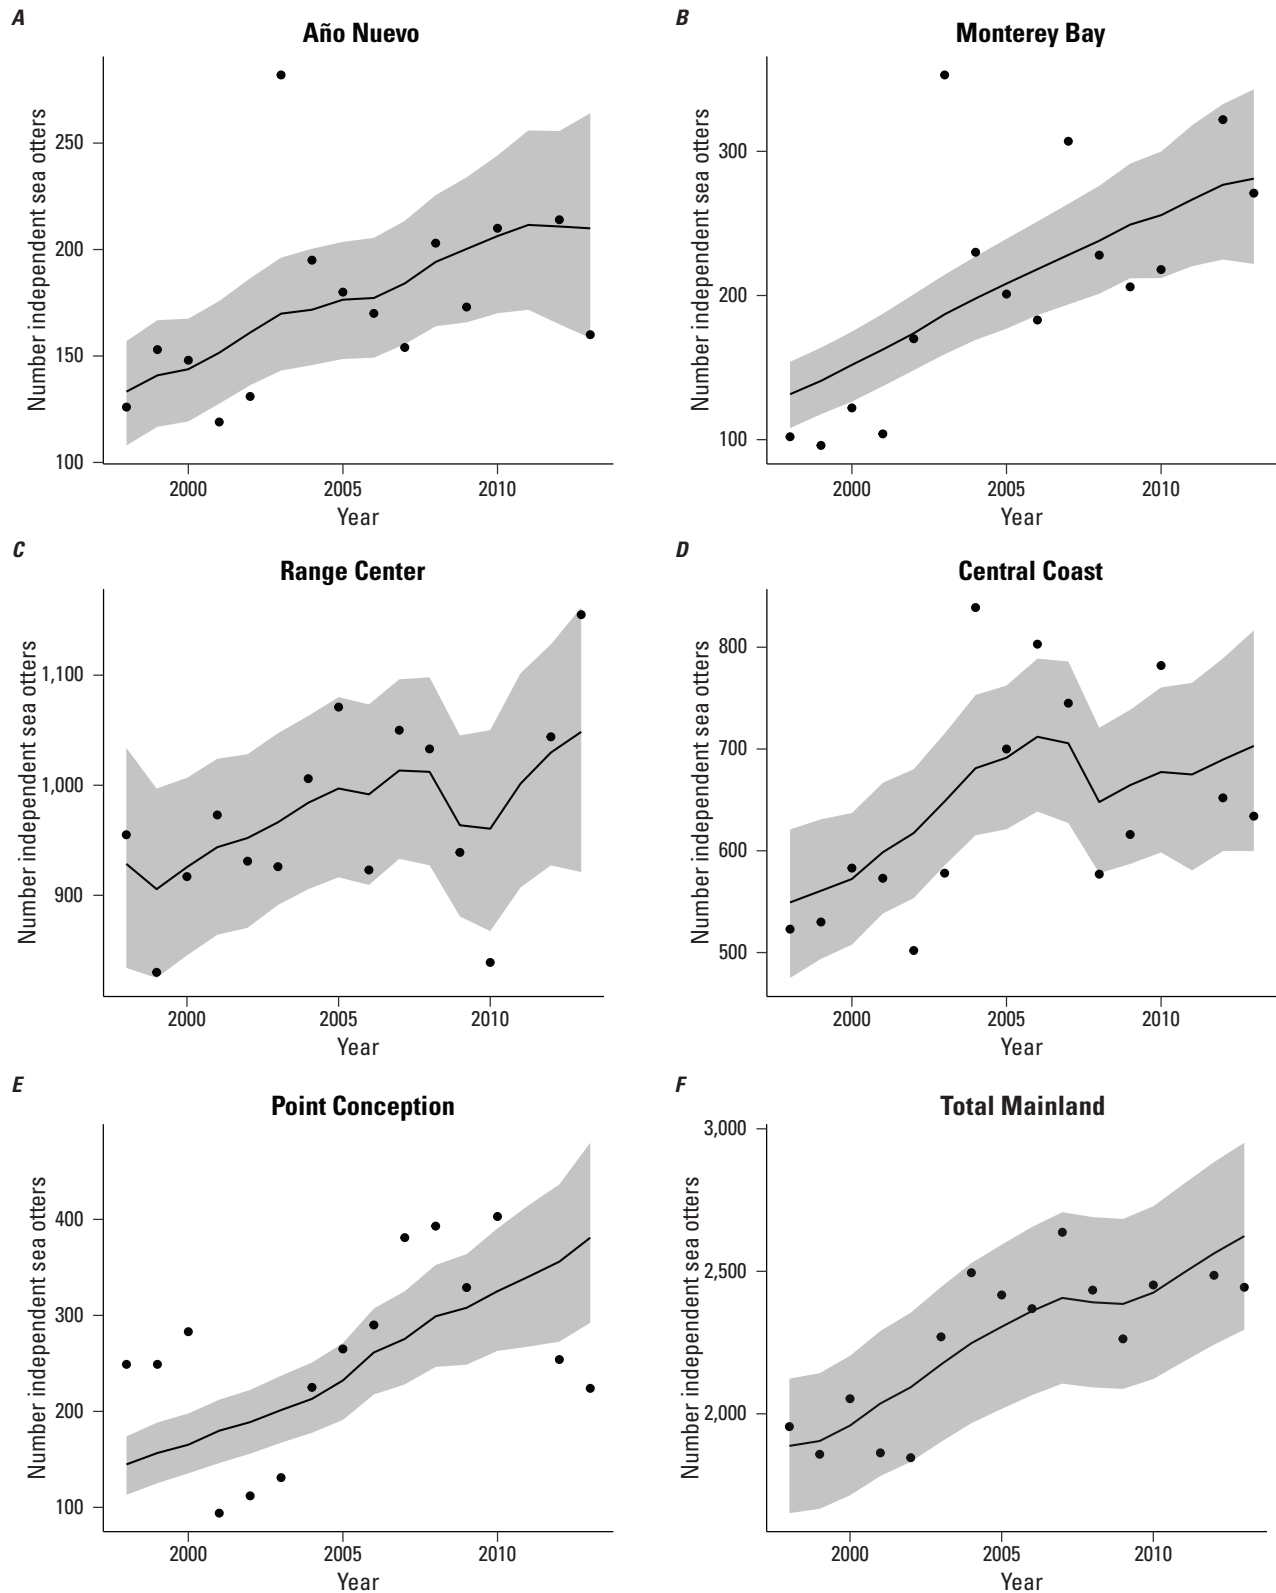 A
Año Nuevo
Number independent sea otters
250
200
150
100
2000 2005 2010
Year
B
Monterey Bay
Number independent sea otters
300
200
100
2000 2005 2010
Year
C
Range Center
Number independent sea otters
1,100
1,000
900
2000 2005 2010
Year
D
Central Coast
Number independent sea otters
800
700
600
500
2000 2005 2010
Year
E
Point Conception
Number independent sea otters
400
300
200
100
2000 2005 2010
Year
F
Total Mainland
Number independent sea otters
3,000
2,500
2,000
2000 2005 2010
Year